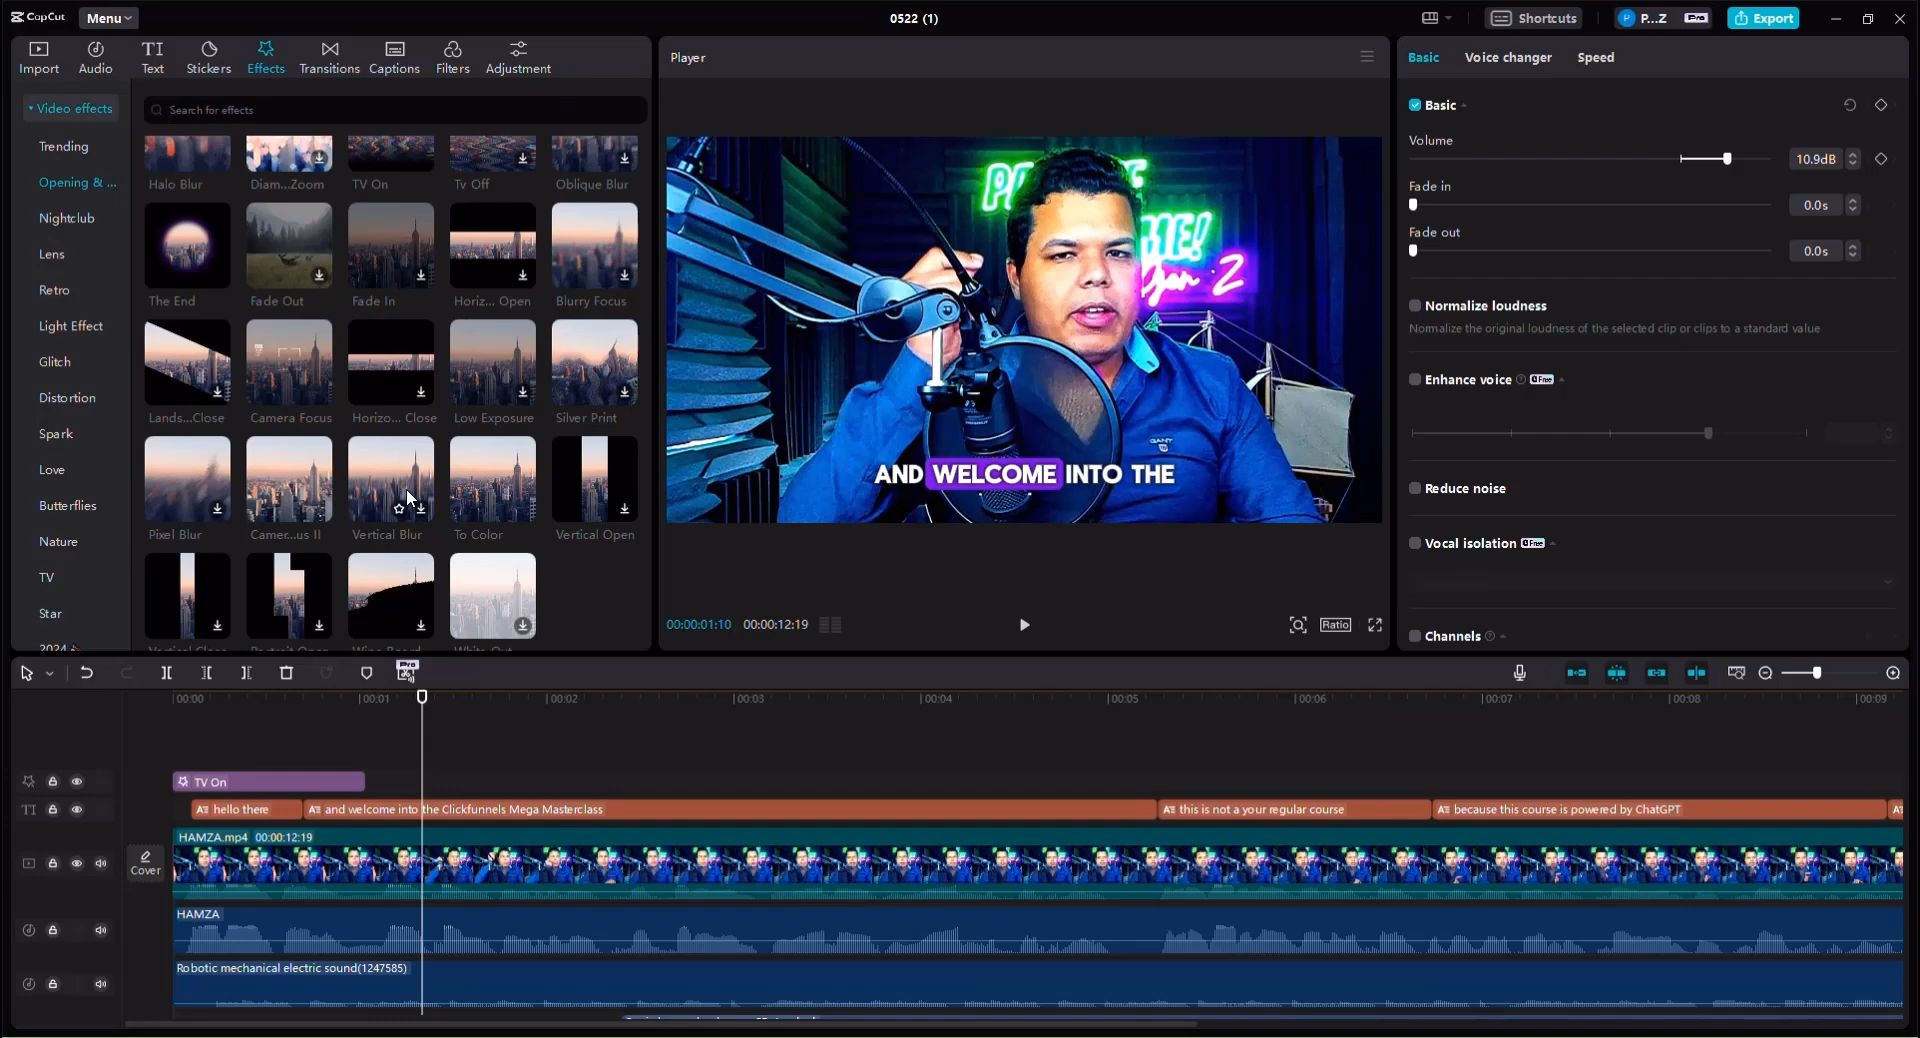 CapCut
Menu
0522 (1)
Shortcuts
P
P...Z
Pro
Export
Import
Audio
TI
Text
Stickers
Effects
Transitions
Captions
Filters
Adjustment
Player
Basic
Voice changer
Speed
Video effects
Trending
Opening & ...
Nightclub
Lens
Retro
Light Effect
Glitch
Distortion
Spark
Love
Butterflies
Nature
TV
Star
2024
Search for effects
Halo Blur
Diam...Zoom
TV On
Tv Off
Oblique Blur
The End
Fade Out
Fade In
Horiz... Open
Blurry Focus
Lands...Close
Camera Focus
Horizo... Close
Low Exposure
Silver Print
Pixel Blur
Camer...us II
Vertical Blur
To Color
Vertical Open
AND WELCOME INTO THE
GANT
00:00:01:10
00:00:12:19
Ratio
Basic
Volume
10.9dB
Fade in
0.0s
Fade out
0.0s
Normalize loudness
Normalize the original loudness of the selected clip or clips to a standard value
Enhance voice
Free
Reduce noise
Vocal isolation
Free
Channels
Pro
00:00
00:01
00:02
00:03
00:04
00:05
00:06
00:07
00:08
00:09
TV On
TI
hello there
and welcome into the Clickfunnels Mega Masterclass
this is not a your regular course
because this course is powered by ChatGPT
HAMZA.mp4 00:00:12:19
Cover
HAMZA
Robotic mechanical electric sound(1247585)